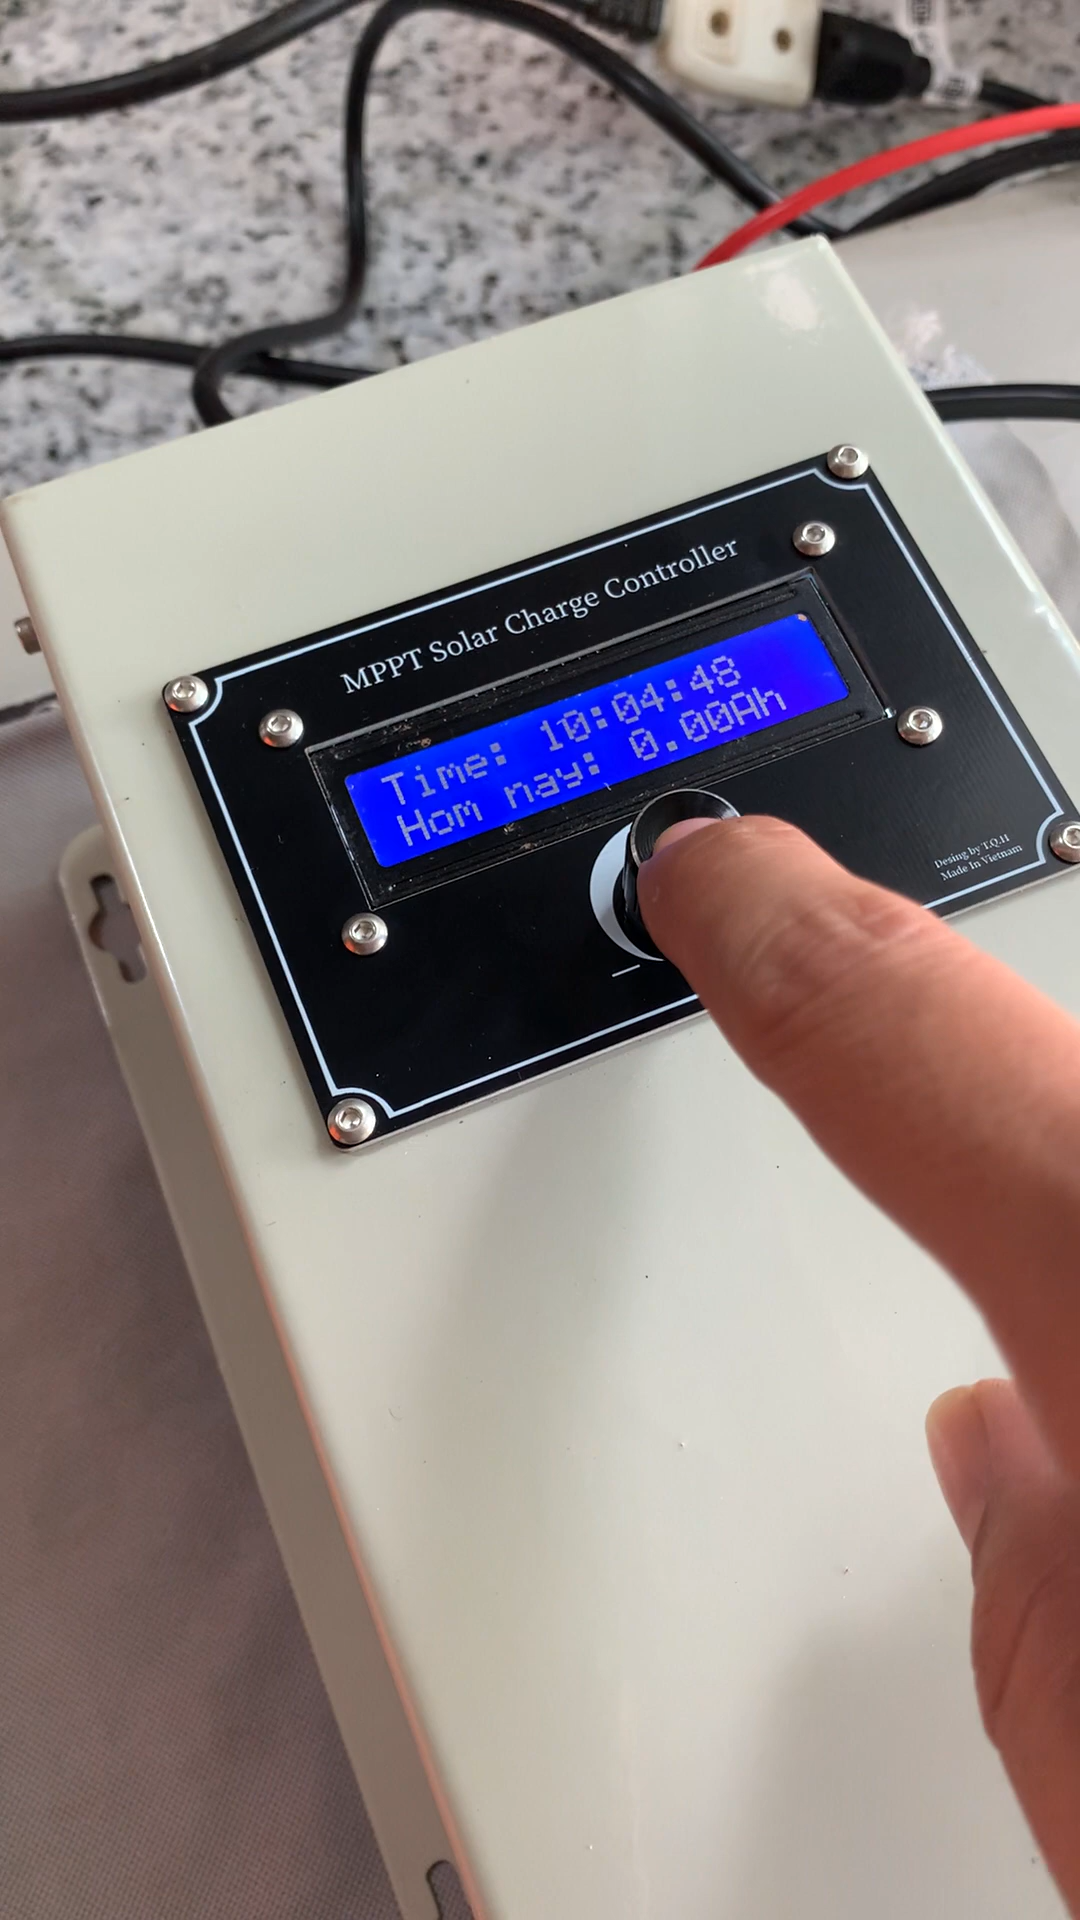 MPPT Solar Charge Controller
Time: 10:04:48
Hom nay: 0.00Ah
Desing by T.Q.H
Made In Vietnam